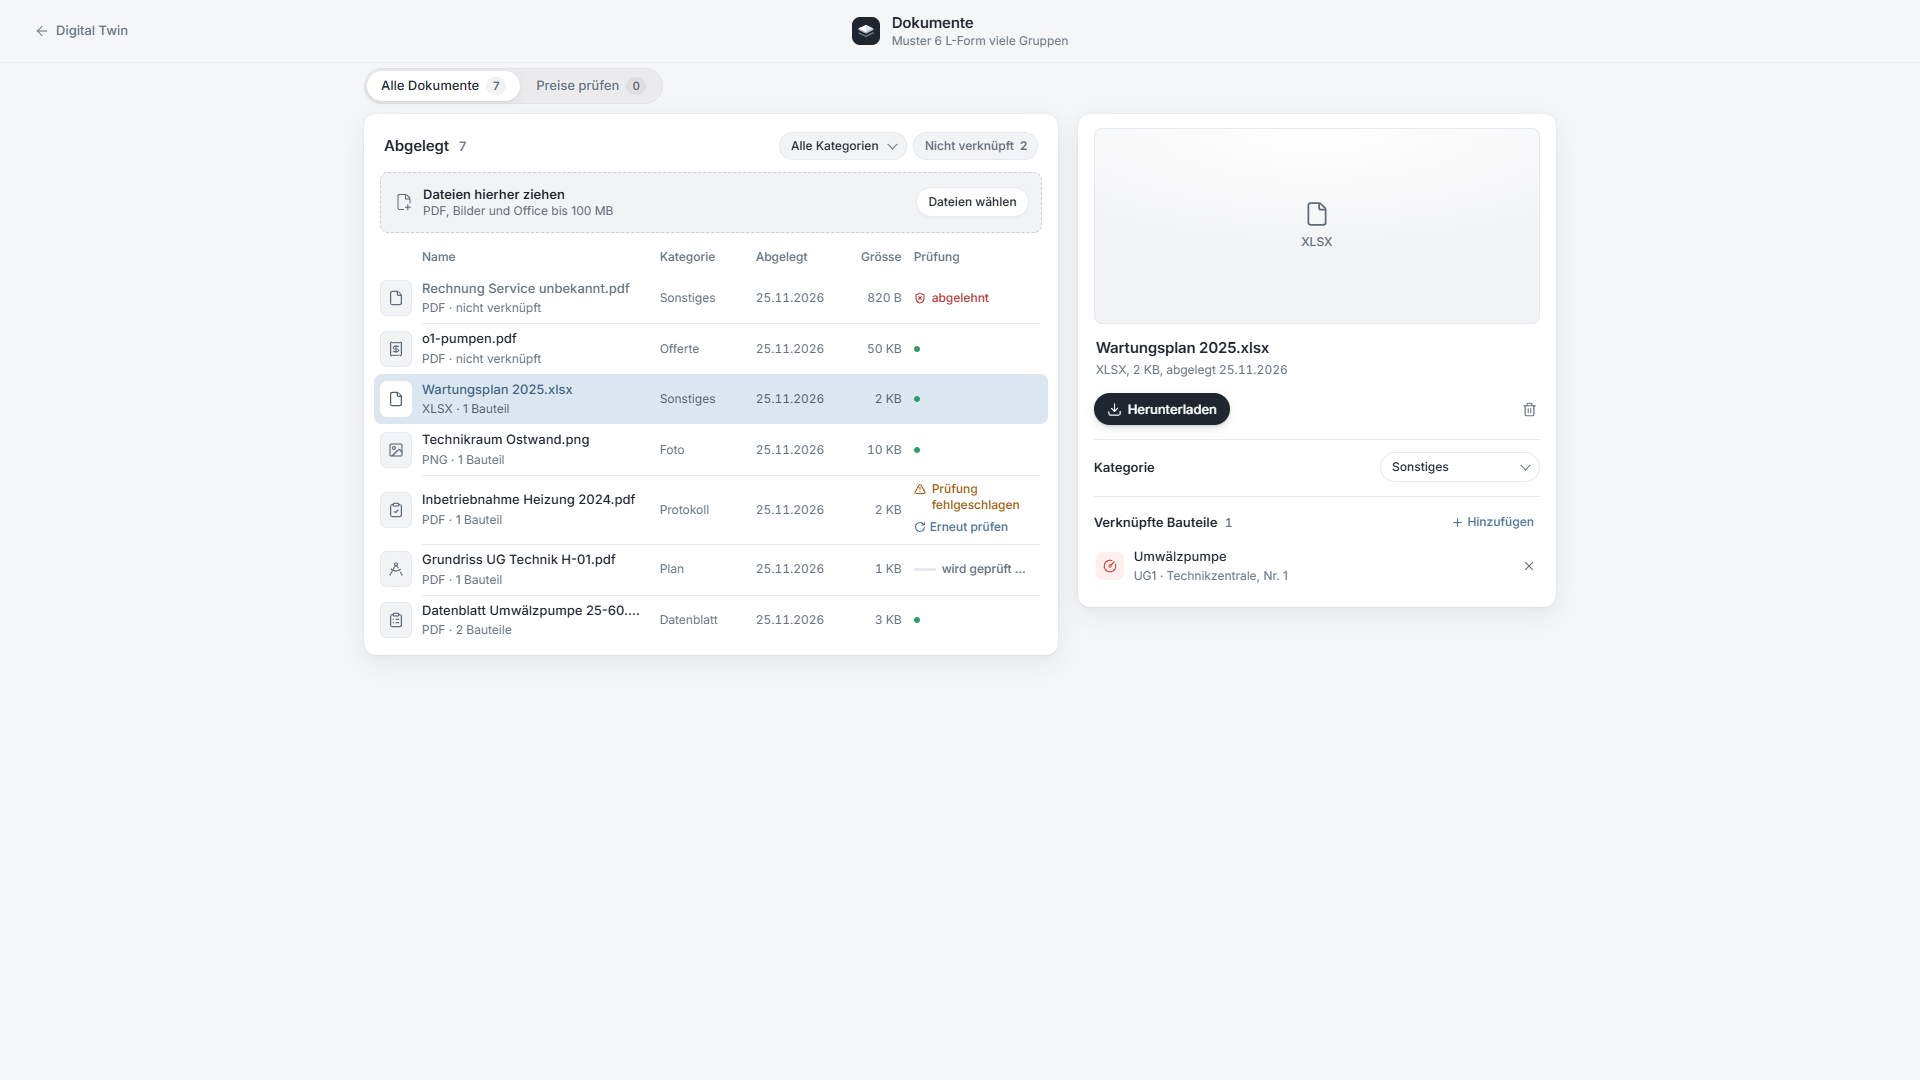 Digital Twin
Dokumente
Muster 6 L-Form viele Gruppen
Alle Dokumente 7
Preise prüfen 0
Abgelegt 7
Alle Kategorien
Nicht verknüpft 2
Dateien hierher ziehen
PDF, Bilder und Office bis 100 MB
Dateien wählen
Name Kategorie Abgelegt Grösse Prüfung
Rechnung Service unbekannt.pdf
PDF · nicht verknüpft
Sonstiges 25.11.2026 820 B abgelehnt
o1-pumpen.pdf
PDF · nicht verknüpft
Offerte 25.11.2026 50 KB
Wartungsplan 2025.xlsx
XLSX · 1 Bauteil
Sonstiges 25.11.2026 2 KB
Technikraum Ostwand.png
PNG · 1 Bauteil
Foto 25.11.2026 10 KB
Inbetriebnahme Heizung 2024.pdf
PDF · 1 Bauteil
Protokoll 25.11.2026 2 KB
Prüfung
fehlgeschlagen
Erneut prüfen
Grundriss UG Technik H-01.pdf
PDF · 1 Bauteil
Plan 25.11.2026 1 KB wird geprüft ...
Datenblatt Umwälzpumpe 25-60....
PDF · 2 Bauteile
Datenblatt 25.11.2026 3 KB
XLSX
Wartungsplan 2025.xlsx
XLSX, 2 KB, abgelegt 25.11.2026
Herunterladen
Kategorie
Sonstiges
Verknüpfte Bauteile 1
Hinzufügen
Umwälzpumpe
UG1 · Technikzentrale, Nr. 1